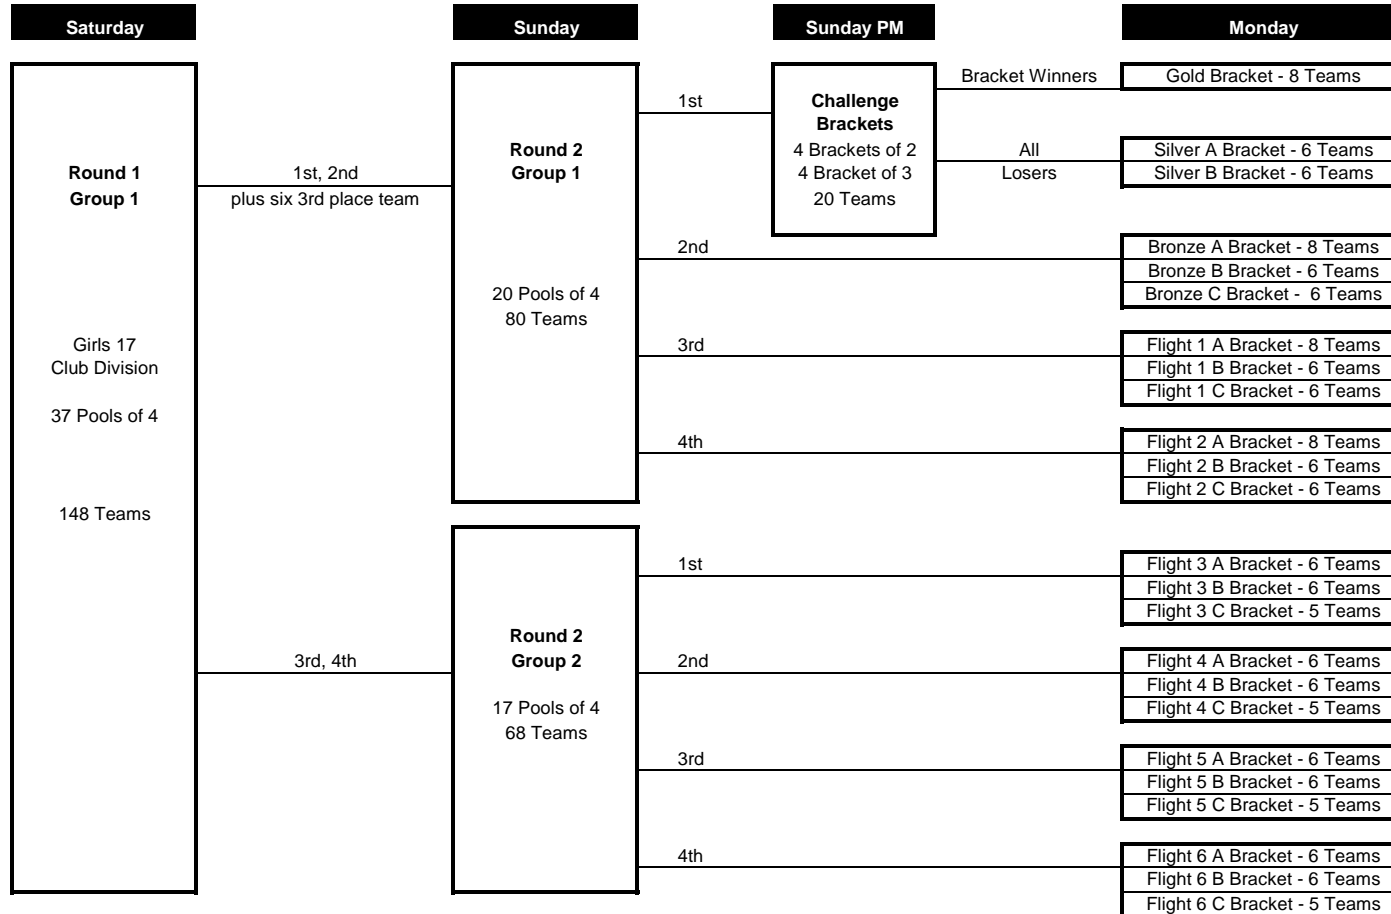 Saturday
Sunday
Sunday PM
Monday
Round 1
Group 1
Girls 17
Club Division
37 Pools of 4
148 Teams
1st, 2nd
plus six 3rd place team
3rd, 4th
Round 2
Group 1
20 Pools of 4
80 Teams
Round 2
Group 2
17 Pools of 4
68 Teams
1st
Challenge
Brackets
4 Brackets of 2
4 Bracket of 3
20 Teams
Bracket Winners
Gold Bracket - 8 Teams
All
Losers
Silver A Bracket - 6 Teams
Silver B Bracket - 6 Teams
2nd
Bronze A Bracket - 8 Teams
Bronze B Bracket - 6 Teams
Bronze C Bracket -  6 Teams
3rd
Flight 1 A Bracket - 8 Teams
Flight 1 B Bracket - 6 Teams
Flight 1 C Bracket - 6 Teams
4th
Flight 2 A Bracket - 8 Teams
Flight 2 B Bracket - 6 Teams
Flight 2 C Bracket - 6 Teams
1st
Flight 3 A Bracket - 6 Teams
Flight 3 B Bracket - 6 Teams
Flight 3 C Bracket - 5 Teams
2nd
Flight 4 A Bracket - 6 Teams
Flight 4 B Bracket - 6 Teams
Flight 4 C Bracket - 5 Teams
3rd
Flight 5 A Bracket - 6 Teams
Flight 5 B Bracket - 6 Teams
Flight 5 C Bracket - 5 Teams
4th
Flight 6 A Bracket - 6 Teams
Flight 6 B Bracket - 6 Teams
Flight 6 C Bracket - 5 Teams